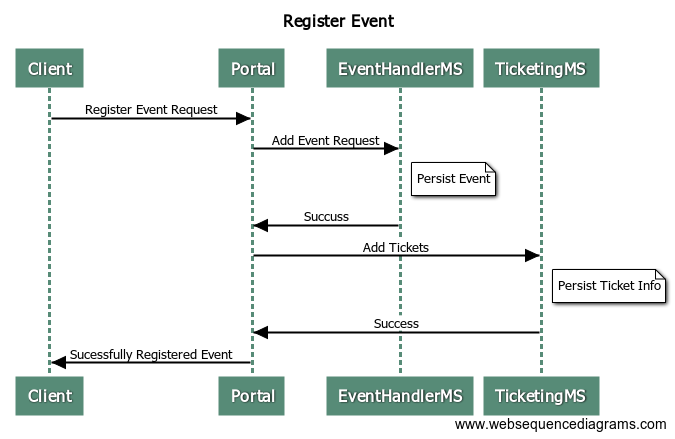 Register Event
Client Portal EventHandlerMS TicketingMS
Register Event Request
Add Event Request
Persist Event
Succuss
Add Tickets
Persist Ticket Info
Success
Sucessfully Registered Event
Client Portal EventHandlerMS TicketingMS
www.websequencediagrams.com